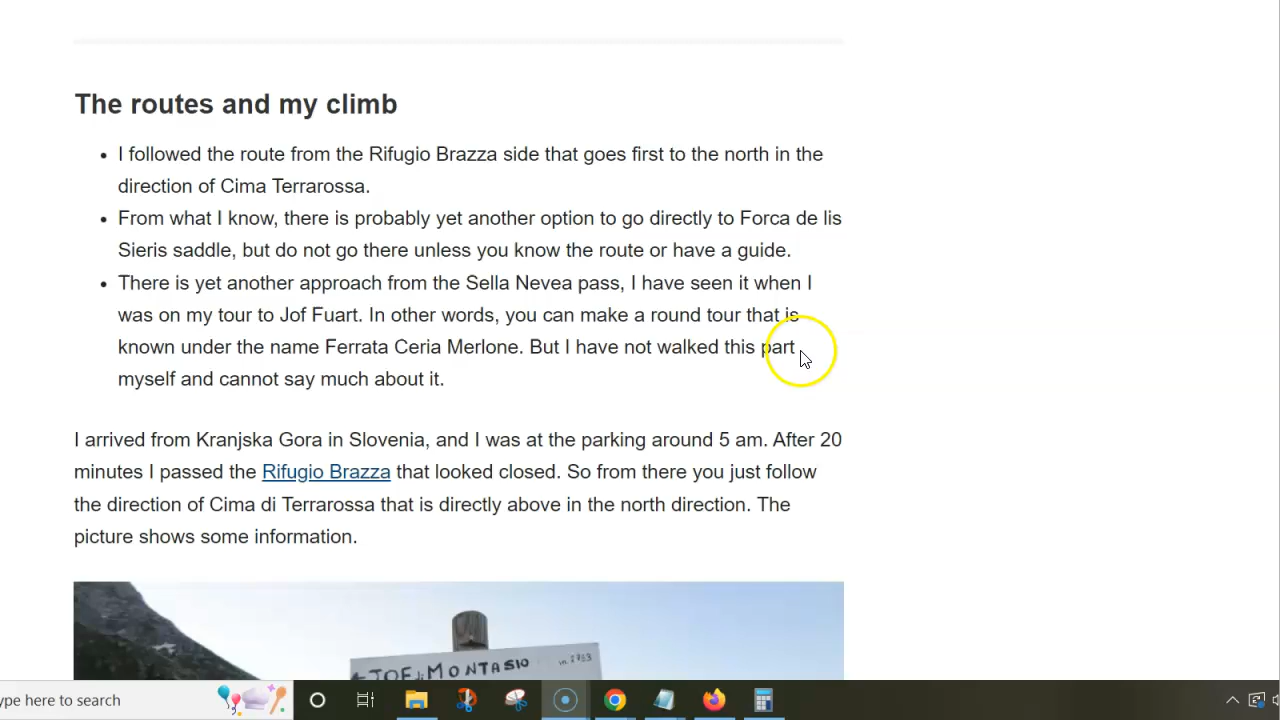 The routes and my climb
• I followed the route from the Rifugio Brazza side that goes first to the north in the
direction of Cima Terrarossa.
• From what I know, there is probably yet another option to go directly to Forca de lis
Sieris saddle, but do not go there unless you know the route or have a guide.
• There is yet another approach from the Sella Nevea pass, I have seen it when I
was on my tour to Jof Fuart. In other words, you can make a round tour that is
known under the name Ferrata Ceria Merlone. But I have not walked this part
myself and cannot say much about it.
I arrived from Kranjska Gora in Slovenia, and I was at the parking around 5 am. After 20
minutes I passed the Rifugio Brazza that looked closed. So from there you just follow
the direction of Cima di Terrarossa that is directly above in the north direction. The
picture shows some information.
MONTASIO
ype here to search